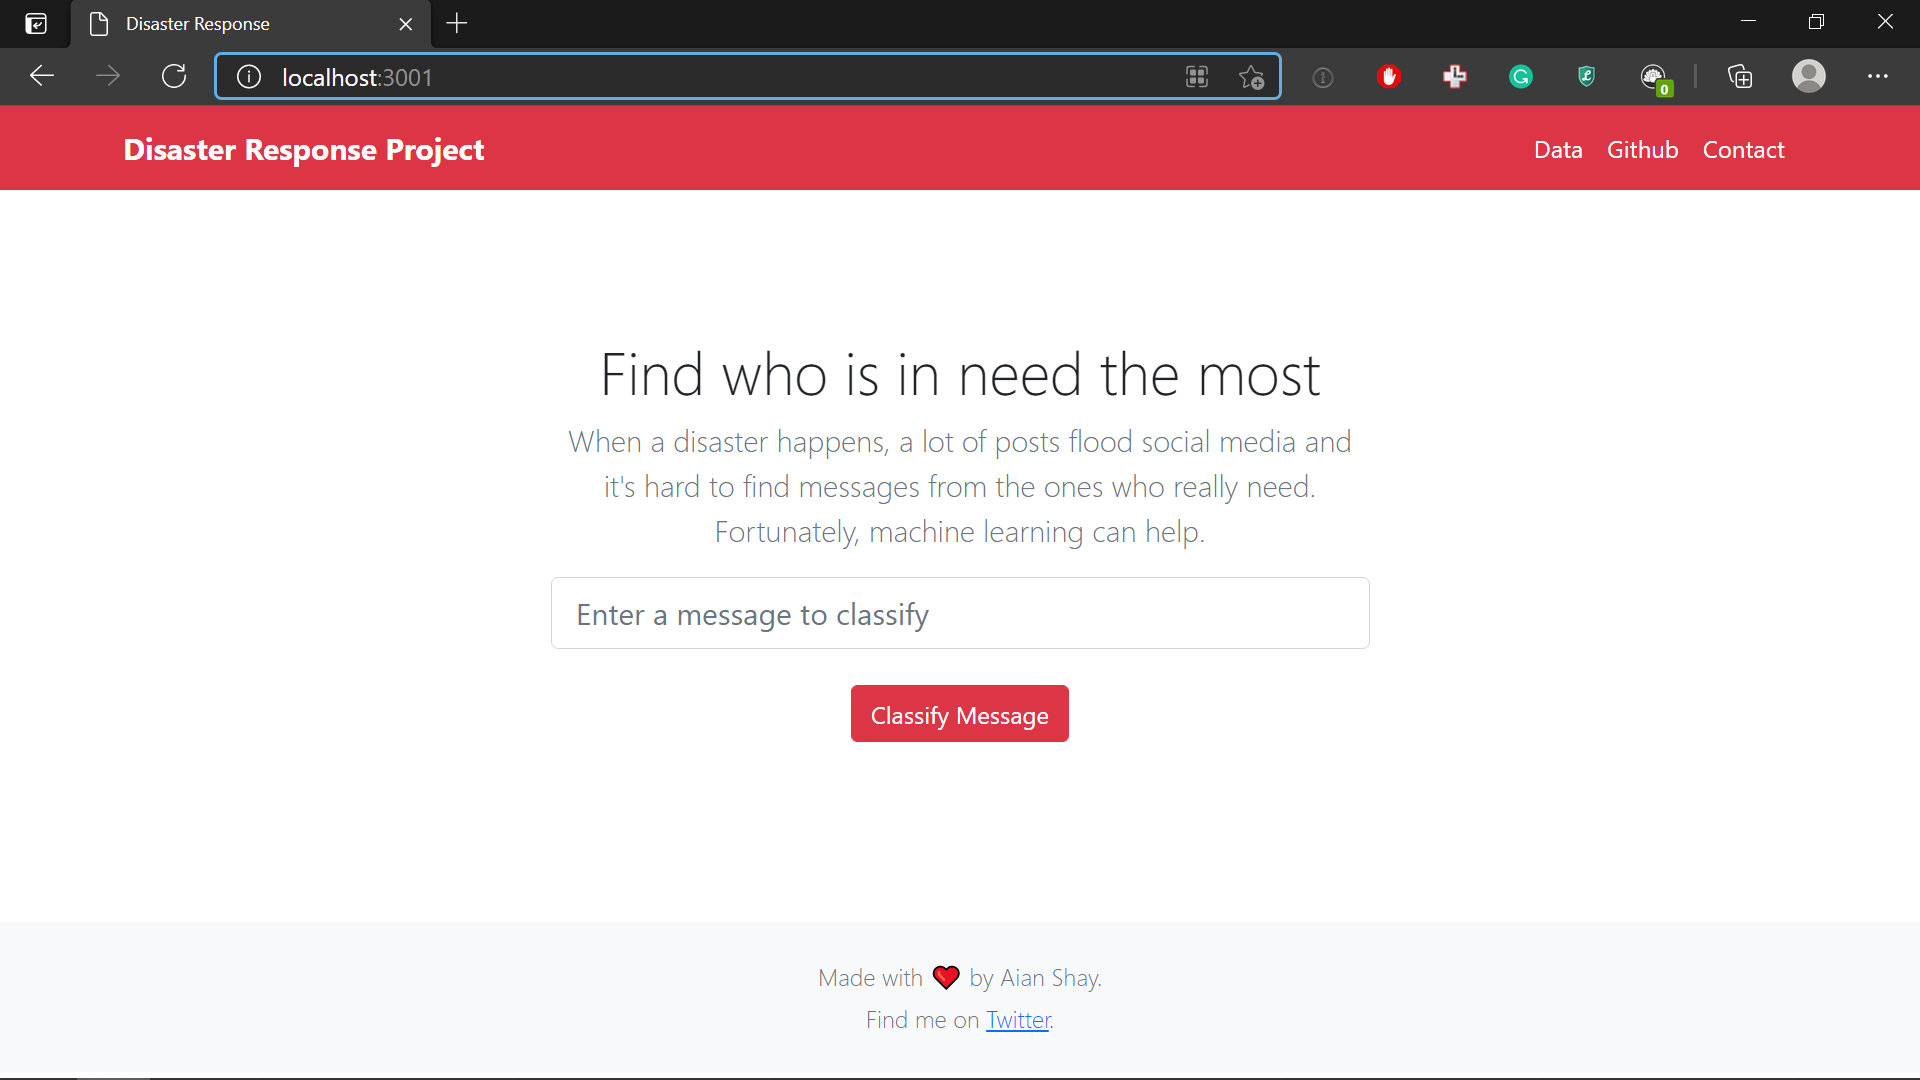 Disaster Response
localhost:3001
0
Disaster Response Project
Data Github Contact
Find who is in need the most
When a disaster happens, a lot of posts flood social media and
it's hard to find messages from the ones who really need.
Fortunately, machine learning can help.
Enter a message to classify
Classify Message
Made with ❤ by Aian Shay.
Find me on Twitter.